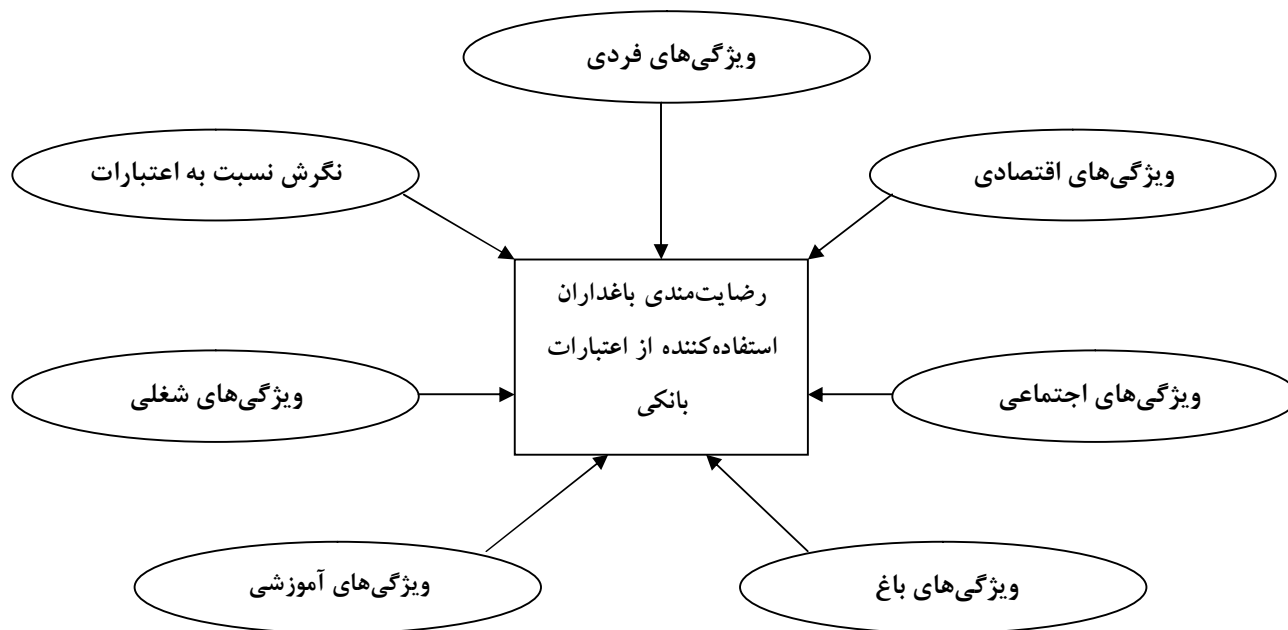 ویژگی‌های فردی
ویژگی‌های اقتصادی
نگرش نسبت به اعتبارات
رضایت‌مندی باغداران
استفاده‌کننده از اعتبارات
بانکی
ویژگی‌های اجتماعی
ویژگی‌های شغلی
ویژگی‌های باغ
ویژگی‌های آموزشی